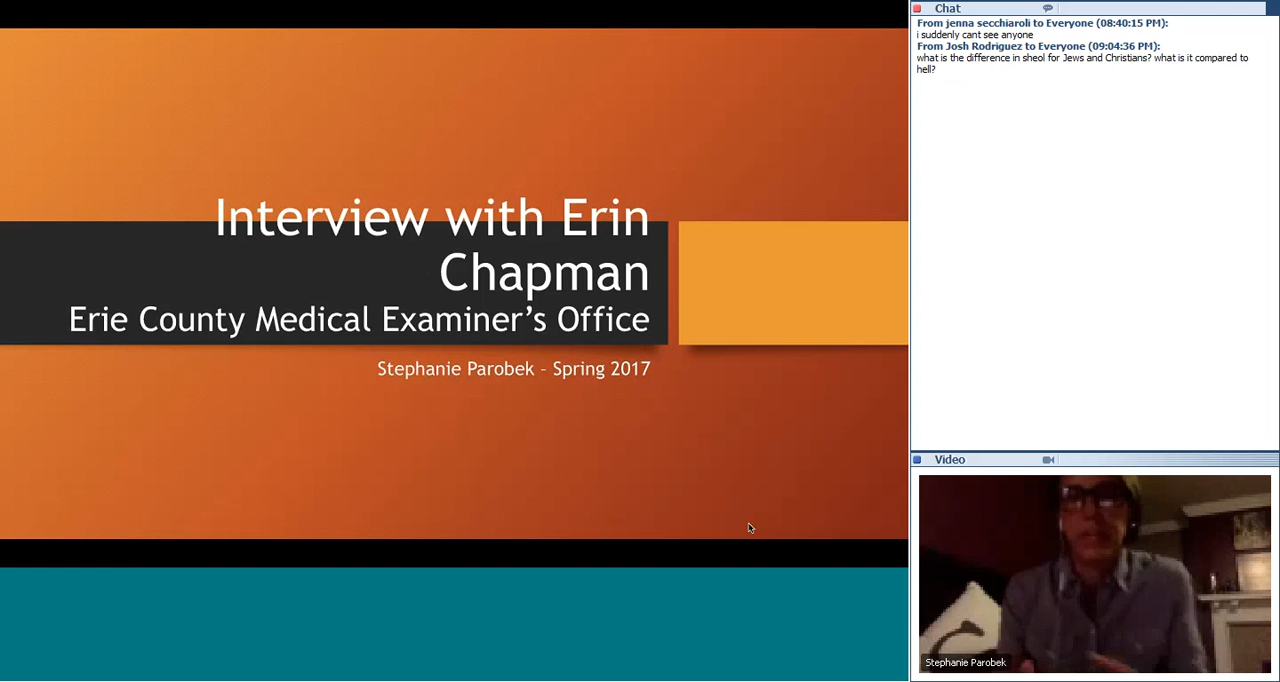 Interview with Erin
Chapman
Erie County Medical Examiner’s Office
Stephanie Parobek – Spring 2017
Chat
From jenna secchiaroli to Everyone (08:40:15 PM):
i suddenly cant see anyone
From Josh Rodriguez to Everyone (09:04:36 PM):
what is the difference in sheol for Jews and Christians? what is it compared to
hell?
Video
Stephanie Parobek